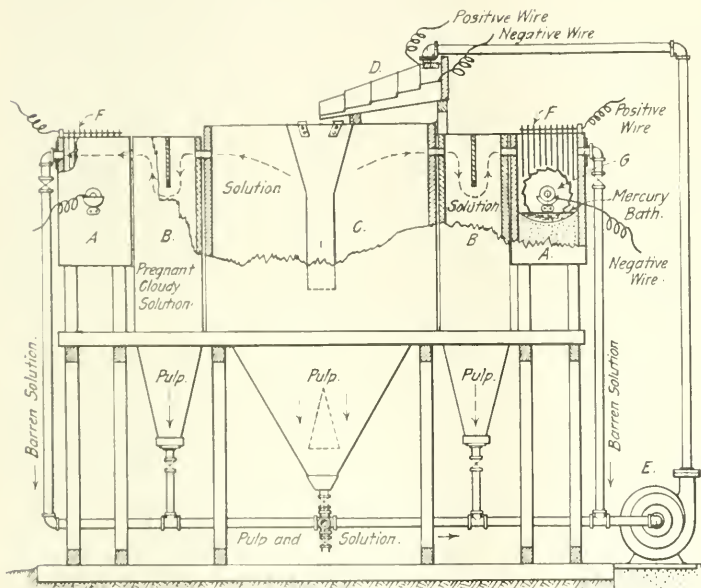 Positive Wire
Negative Wire
D.
F
F
Positive
Wire
G
Solution
Solution
Mercury
Bath.
A
B.
C.
B
A.
Negative
Wire.
Pregnant
Cloudy
Solution.
Barren Solution.
Pulp.
Pulp.
Pulp.
Barren Solution
E.
Pulp and Solution.